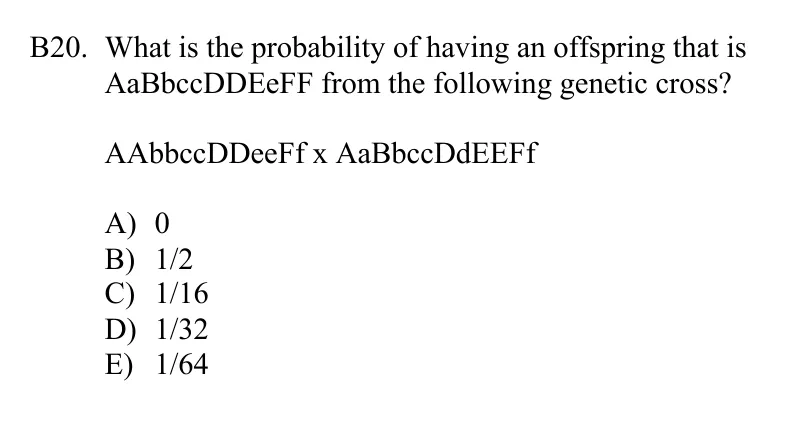 B20. What is the probability of having an offspring that is
AaBbccDDEeFF from the following genetic cross?
AAbbccDDeeFf x AaBbccDdEEFf
A) 0
B) 1/2
C) 1/16
D) 1/32
E) 1/64